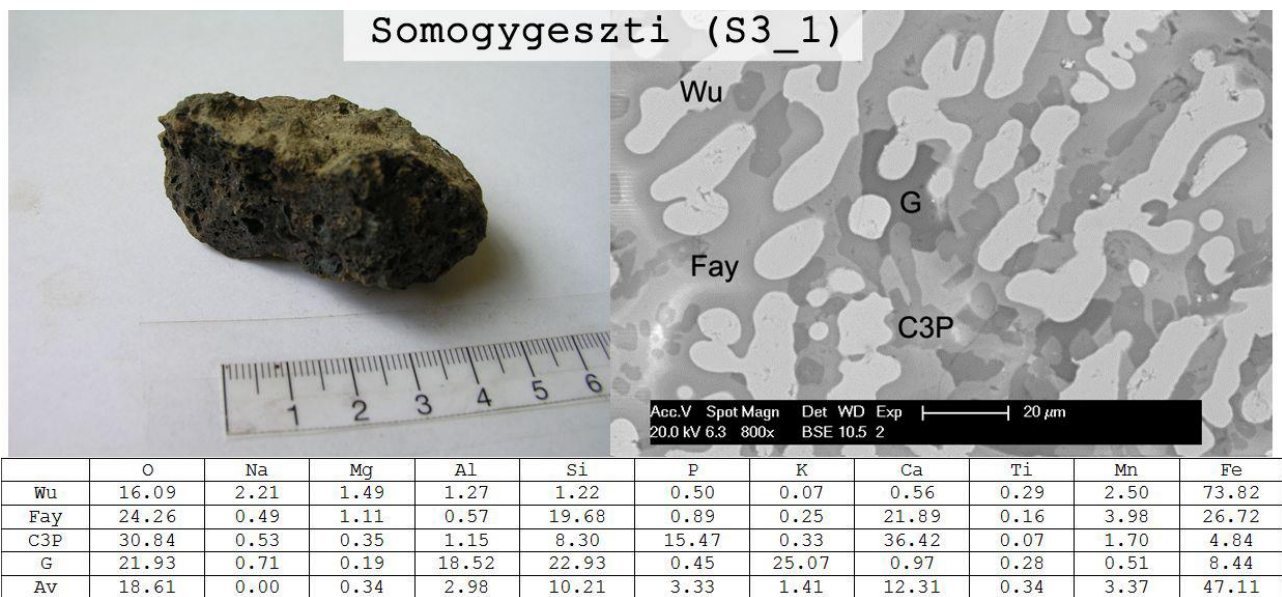 Somogygeszti (S3_1)
1 2 3 4 5 6
Wu
G
Fay
C3P
Acc.V Spot Magn Det WD Exp 20 µm
20.0 kV 6.3 800x BSE 10.5 2
O Na Mg Al Si P K Ca Ti Mn Fe
Wu 16.09 2.21 1.49 1.27 1.22 0.50 0.07 0.56 0.29 2.50 73.82
Fay 24.26 0.49 1.11 0.57 19.68 0.89 0.25 21.89 0.16 3.98 26.72
C3P 30.84 0.53 0.35 1.15 8.30 15.47 0.33 36.42 0.07 1.70 4.84
G 21.93 0.71 0.19 18.52 22.93 0.45 25.07 0.97 0.28 0.51 8.44
Av 18.61 0.00 0.34 2.98 10.21 3.33 1.41 12.31 0.34 3.37 47.11